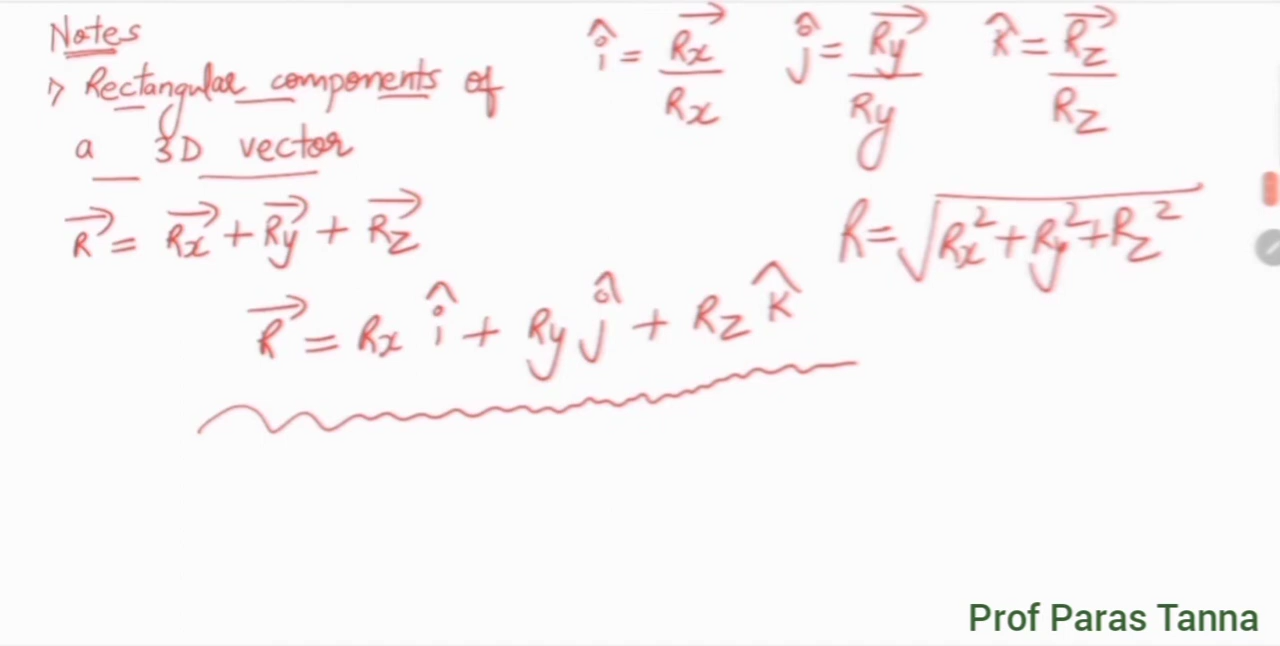 Notes
> Rectangular components of
a 3D vector
R⃗ = R⃗x + R⃗y + R⃗z
R⃗ = Rx î + Ry ĵ + Rz k̂
î = R⃗x / Rx ĵ = R⃗y / Ry k̂ = R⃗z / Rz
R = √(Rx² + Ry² + Rz²)
Prof Paras Tanna